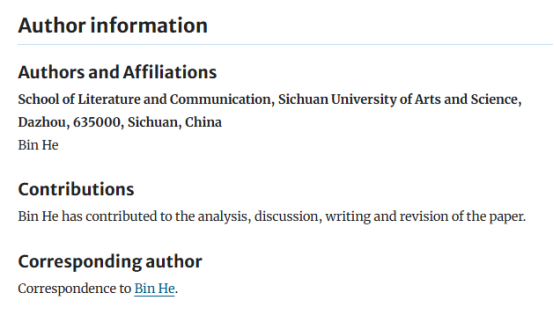 Author information
Authors and Affiliations
School of Literature and Communication, Sichuan University of Arts and Science,
Dazhou, 635000, Sichuan, China
Bin He
Contributions
Bin He has contributed to the analysis, discussion, writing and revision of the paper.
Corresponding author
Correspondence to Bin He.